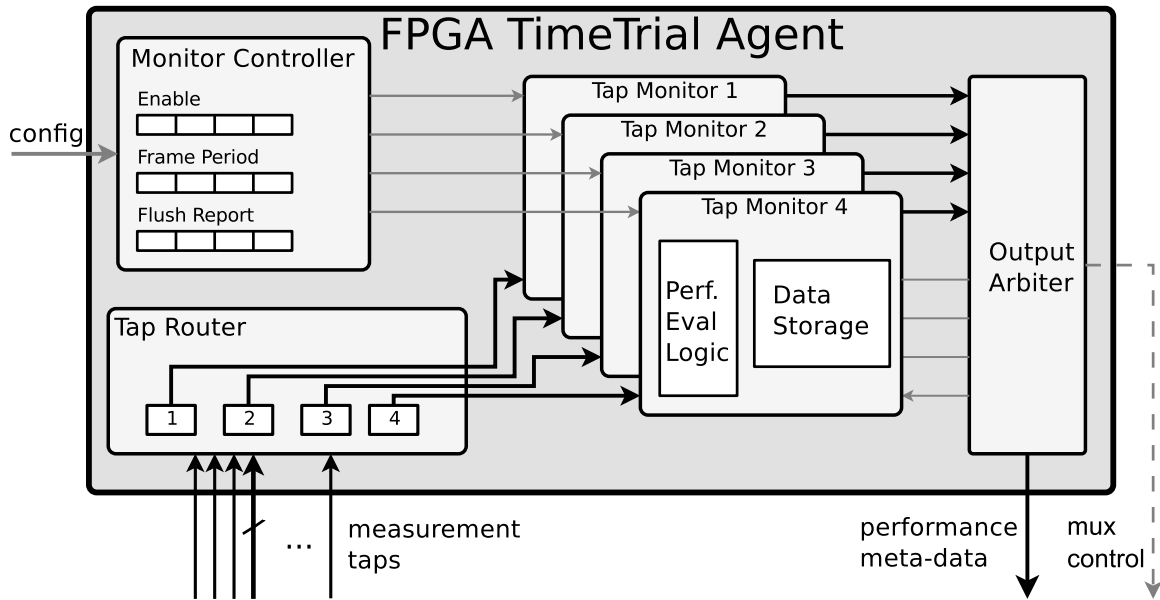 FPGA TimeTrial Agent
Monitor Controller
Enable
Frame Period
Flush Report
config
Tap Monitor 1
Tap Monitor 2
Tap Monitor 3
Tap Monitor 4
Perf.
Eval
Logic
Data
Storage
Output
Arbiter
Tap Router
1
2
3
4
...
measurement
taps
performance
meta-data
mux
control